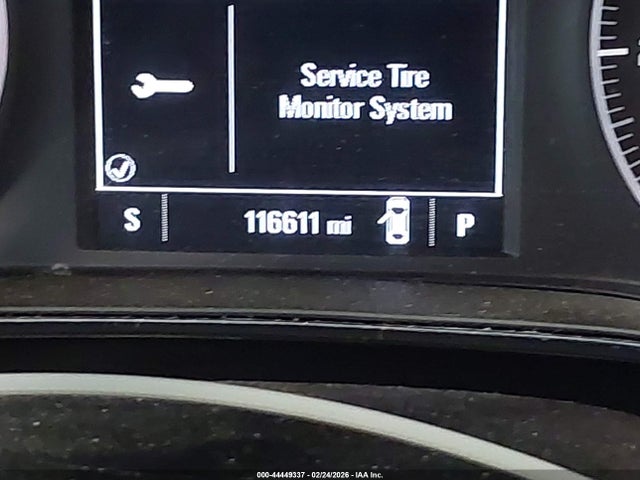 Service Tire
Monitor System
S
116611 mi
P
000-44449337 - 02/24/2026 - IAA Inc.